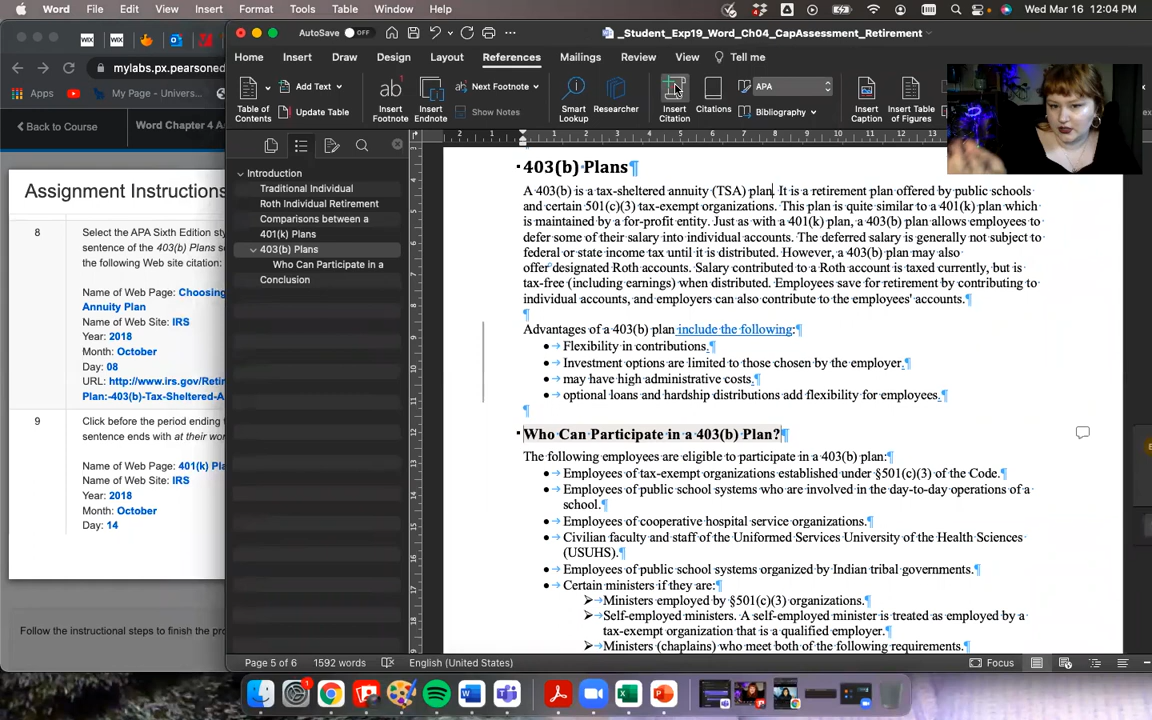 Word File Edit View Insert Format Tools Table Window Help Wed Mar 16 12:04 PM
AutoSave OFF _Student_Exp19_Word_Ch04_CapAssessment_Retirement
Home Insert Draw Design Layout References Mailings Review View Tell me
Table of Contents
Add Text
Update Table
ab
Insert Footnote
Insert Endnote
Next Footnote
Show Notes
Smart Lookup
Researcher
Insert Citation
Citations
APA
Bibliography
Insert Caption
Insert Table of Figures
mylabs.px.pearsoned
Apps My Page - Univers...
Back to Course
Word Chapter 4 A
Assignment Instructions
8
Select the APA Sixth Edition sty
sentence of the 403(b) Plans s
the following Web site citation:
Name of Web Page: Choosing
Annuity Plan
Name of Web Site: IRS
Year: 2018
Month: October
Day: 08
URL: http://www.irs.gov/Retir
Plan:-403(b)-Tax-Sheltered-A
9
Click before the period ending
sentence ends with at their wor
Name of Web Page: 401(k) Pla
Name of Web Site: IRS
Year: 2018
Month: October
Day: 14
Follow the instructional steps to finish the pro
Introduction
Traditional Individual
Roth Individual Retirement
Comparisons between a
401(k) Plans
403(b) Plans
Who Can Participate in a
Conclusion
2 1 1 2 3 4 5 6 7 8 9 10 11 12 13
403(b) Plans¶
A 403(b) is a tax-sheltered annuity (TSA) plan. It is a retirement plan offered by public schools
and certain 501(c)(3) tax-exempt organizations. This plan is quite similar to a 401(k) plan which
is maintained by a for-profit entity. Just as with a 401(k) plan, a 403(b) plan allows employees to
defer some of their salary into individual accounts. The deferred salary is generally not subject to
federal or state income tax until it is distributed. However, a 403(b) plan may also
offer designated Roth accounts. Salary contributed to a Roth account is taxed currently, but is
tax-free (including earnings) when distributed. Employees save for retirement by contributing to
individual accounts, and employers can also contribute to the employees' accounts.¶
¶
Advantages of a 403(b) plan include the following:¶
• Flexibility in contributions.¶
• Investment options are limited to those chosen by the employer.¶
• may have high administrative costs.¶
• optional loans and hardship distributions add flexibility for employees.¶
¶
Who Can Participate in a 403(b) Plan?¶
The following employees are eligible to participate in a 403(b) plan:¶
• Employees of tax-exempt organizations established under §501(c)(3) of the Code.¶
• Employees of public school systems who are involved in the day-to-day operations of a
school.¶
• Employees of cooperative hospital service organizations.¶
• Civilian faculty and staff of the Uniformed Services University of the Health Sciences
(USUHS).¶
• Employees of public school systems organized by Indian tribal governments.¶
• Certain ministers if they are:¶
➢ Ministers employed by §501(c)(3) organizations.¶
➢ Self-employed ministers. A self-employed minister is treated as employed by a
tax-exempt organization that is a qualified employer.¶
➢ Ministers (chaplains) who meet both of the following requirements.¶
Page 5 of 6 1592 words English (United States) Focus